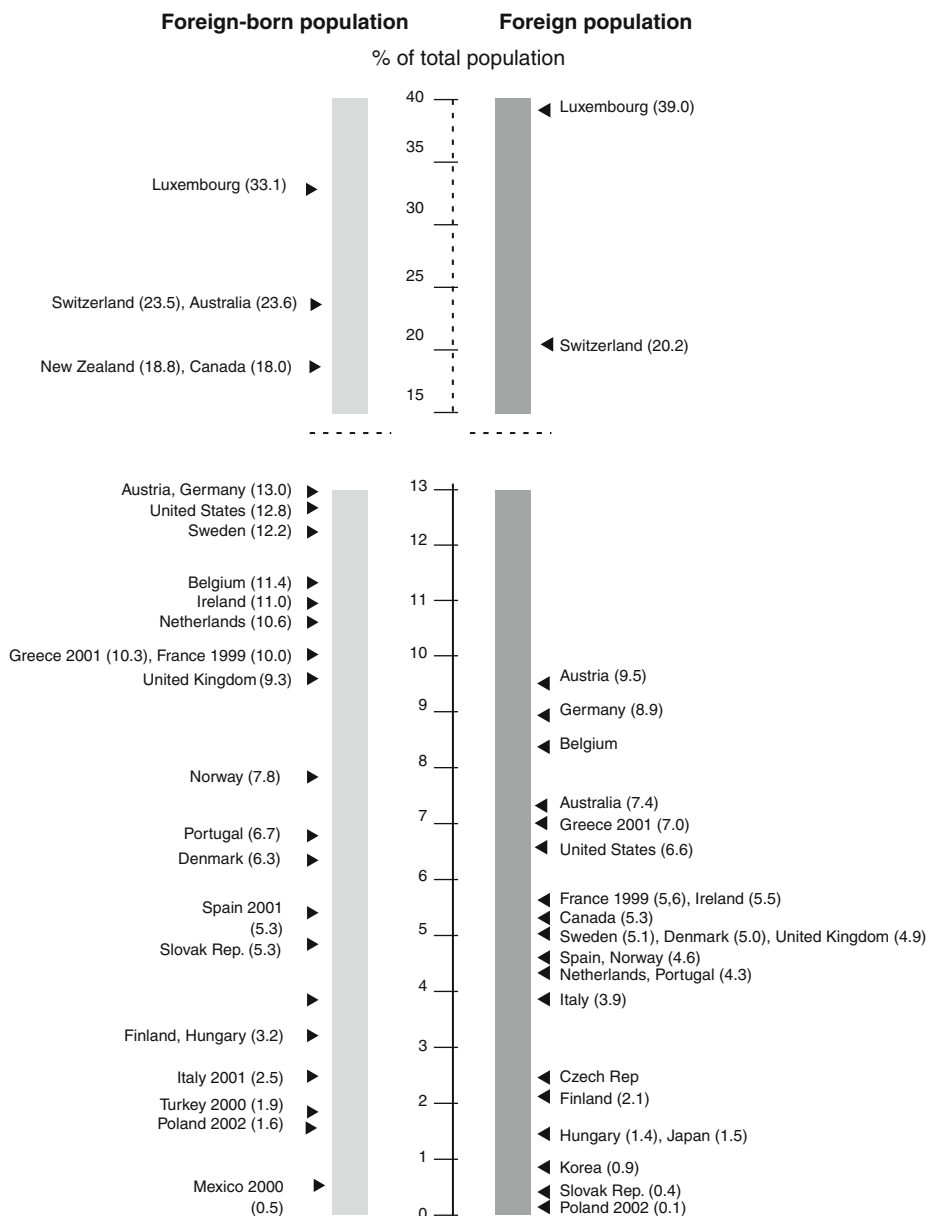 Foreign-born population
Foreign population
% of total population
Luxembourg (33.1)
Switzerland (23.5), Australia (23.6)
New Zealand (18.8), Canada (18.0)
Austria, Germany (13.0)
United States (12.8)
Sweden (12.2)
Belgium (11.4)
Ireland (11.0)
Netherlands (10.6)
Greece 2001 (10.3), France 1999 (10.0)
United Kingdom (9.3)
Norway (7.8)
Portugal (6.7)
Denmark (6.3)
Spain 2001
(5.3)
Slovak Rep. (5.3)
Finland, Hungary (3.2)
Italy 2001 (2.5)
Turkey 2000 (1.9)
Poland 2002 (1.6)
Mexico 2000
(0.5)
40
35
30
25
20
15
13
12
11
10
9
8
7
6
5
4
3
2
1
0
Luxembourg (39.0)
Switzerland (20.2)
Austria (9.5)
Germany (8.9)
Belgium
Australia (7.4)
Greece 2001 (7.0)
United States (6.6)
France 1999 (5,6), Ireland (5.5)
Canada (5.3)
Sweden (5.1), Denmark (5.0), United Kingdom (4.9)
Spain, Norway (4.6)
Netherlands, Portugal (4.3)
Italy (3.9)
Czech Rep
Finland (2.1)
Hungary (1.4), Japan (1.5)
Korea (0.9)
Slovak Rep. (0.4)
Poland 2002 (0.1)